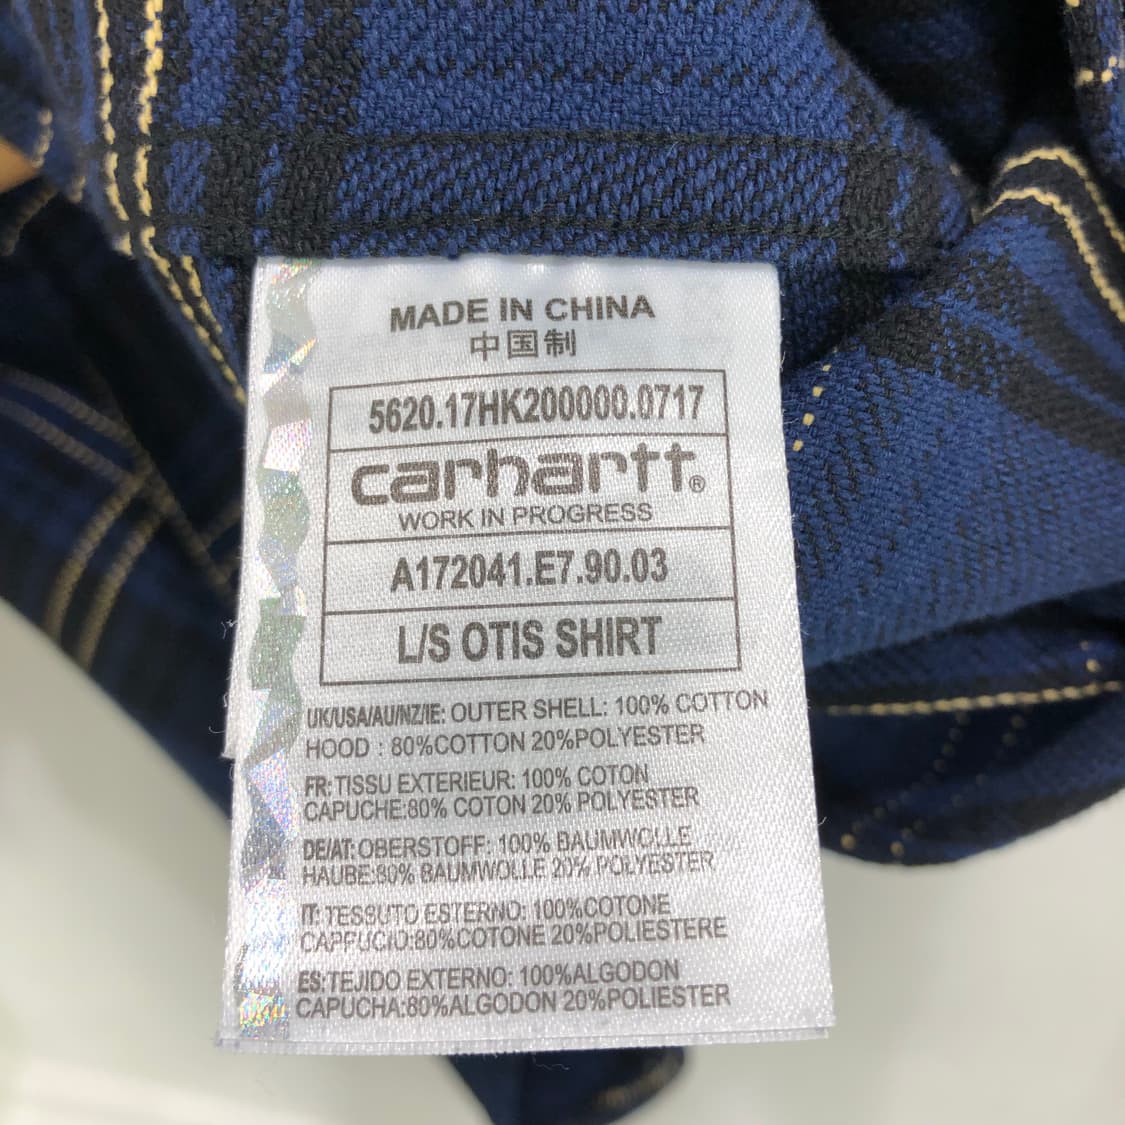 MADE IN CHINA
中国制
5620.17HK200000.0717
carhartt®
WORK IN PROGRESS
A172041.E7.90.03
L/S OTIS SHIRT
UK/USA/AU/NZ/IE: OUTER SHELL: 100% COTTON
HOOD : 80%COTTON 20%POLYESTER
FR: TISSU EXTERIEUR: 100% COTON
CAPUCHE:80% COTON 20% POLYESTER
DE/AT: OBERSTOFF: 100% BAUMWOLLE
HAUBE:80% BAUMWOLLE 20% POLYESTER
IT: TESSUTO ESTERNO: 100%COTONE
CAPPUCIO:80%COTONE 20%POLIESTERE
ES: TEJIDO EXTERNO: 100%ALGODON
CAPUCHA:80%ALGODON 20%POLIESTER